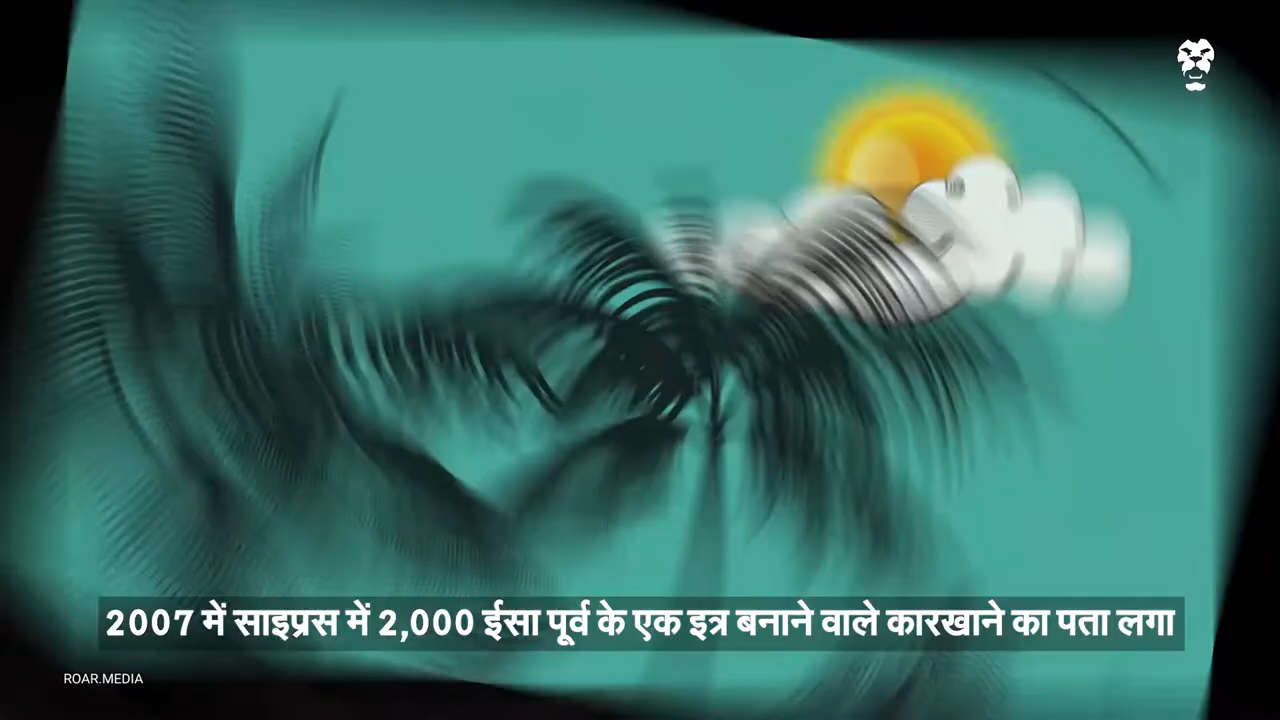 2007 में साइप्रस में 2,000 ईसा पूर्व के एक इत्र बनाने वाले कारखाने का पता लगा
ROAR.MEDIA